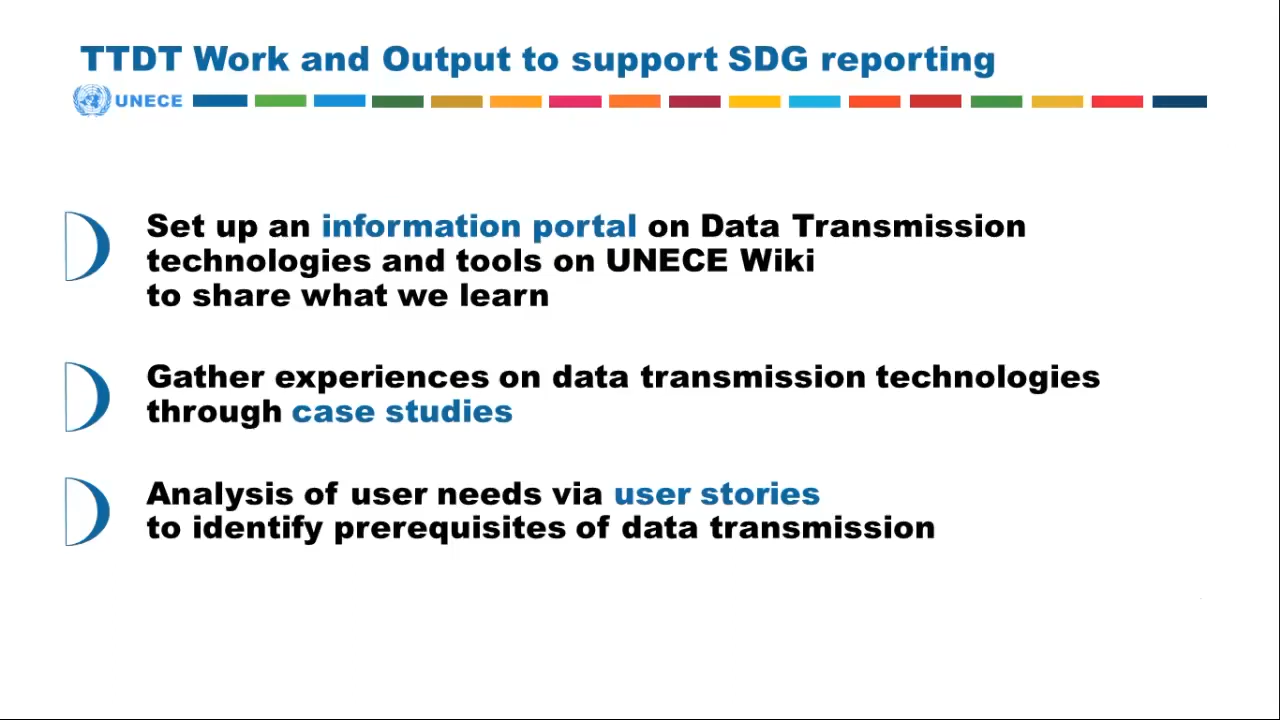 TTDT Work and Output to support SDG reporting
UNECE
Set up an information portal on Data Transmission
technologies and tools on UNECE Wiki
to share what we learn
Gather experiences on data transmission technologies
through case studies
Analysis of user needs via user stories
to identify prerequisites of data transmission